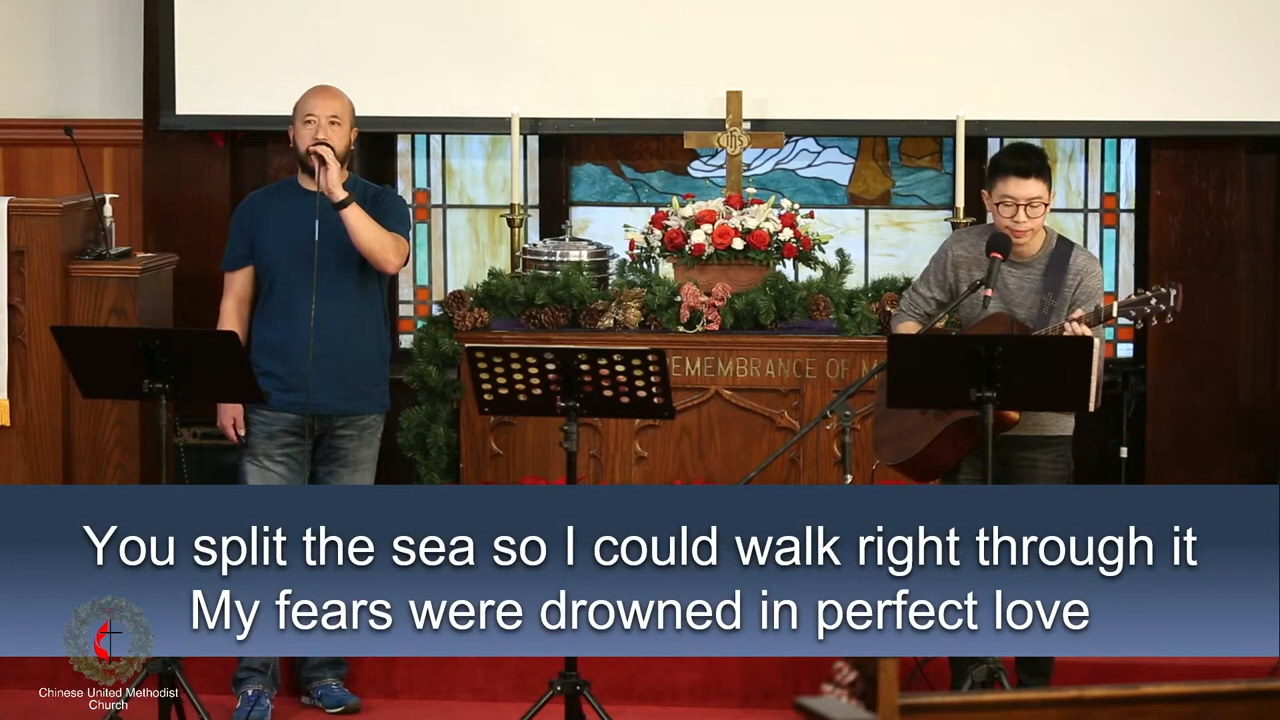 IHS
EMEMBRANCE OF M
You split the sea so I could walk right through it
My fears were drowned in perfect love
Chinese United Methodist
Church